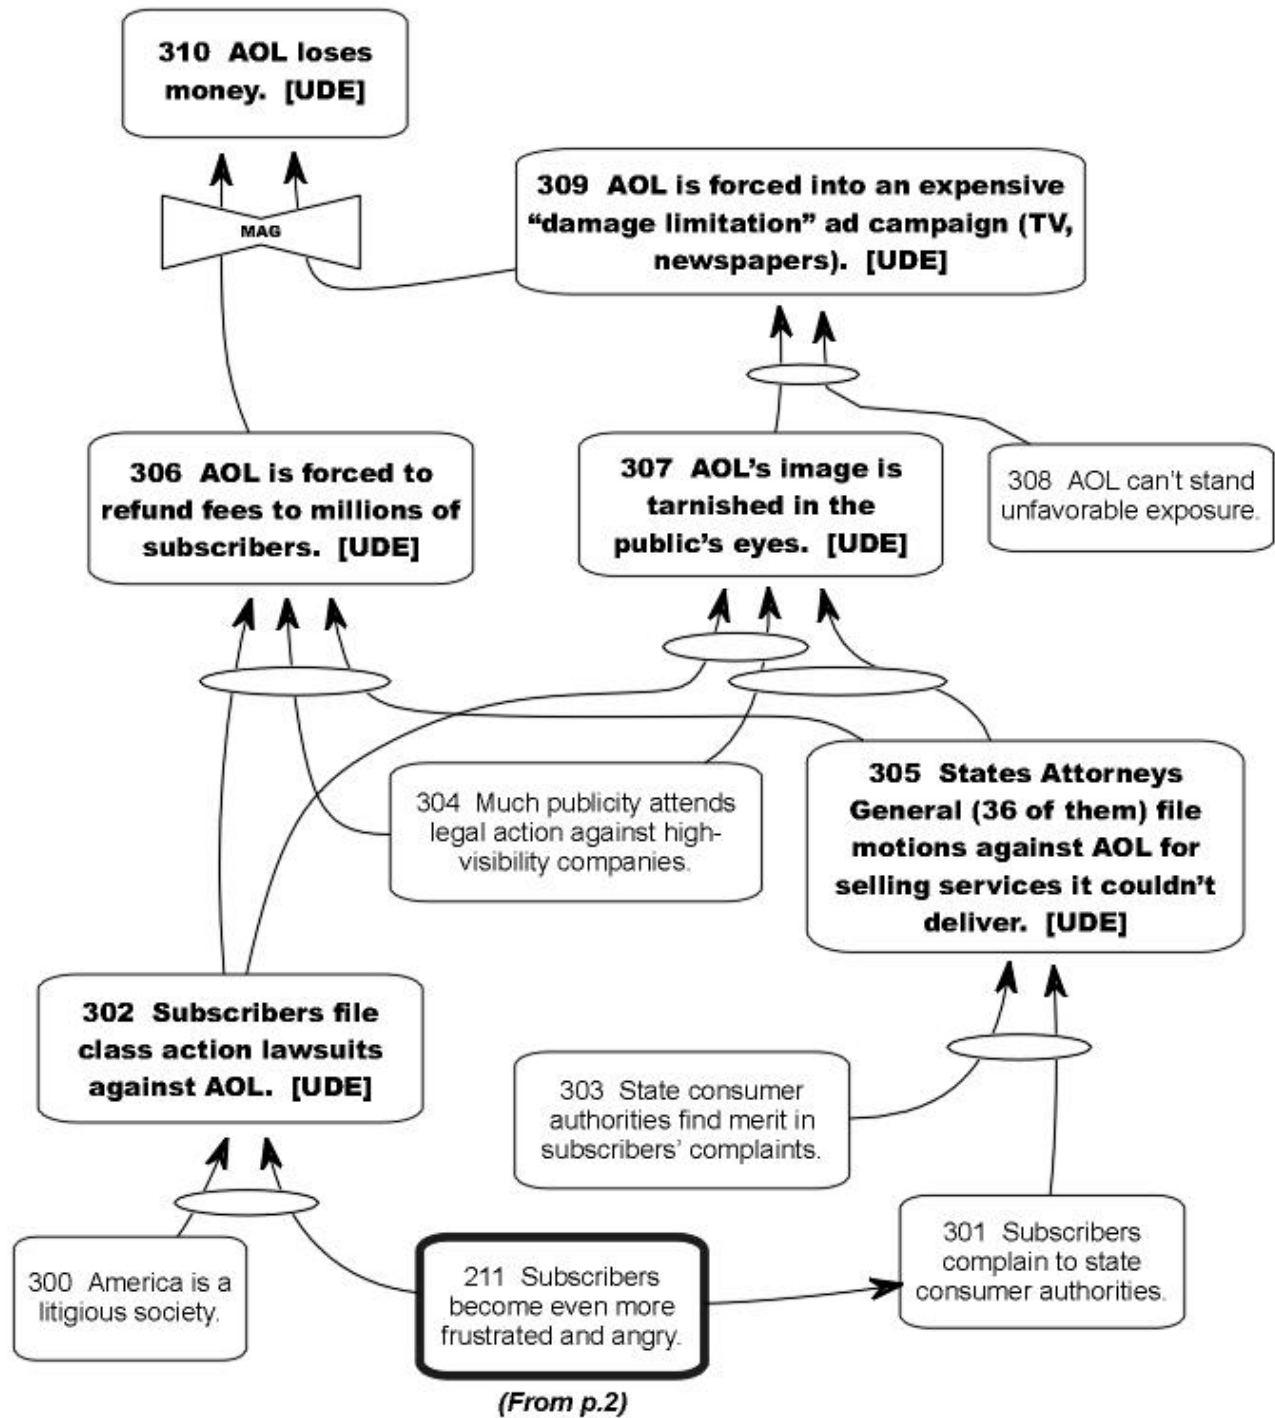 310  AOL loses
money.  [UDE]
MAG
309  AOL is forced into an expensive
“damage limitation” ad campaign (TV,
newspapers).  [UDE]
306  AOL is forced to
refund fees to millions of
subscribers.  [UDE]
307  AOL’s image is
tarnished in the
public’s eyes.  [UDE]
308  AOL can't stand
unfavorable exposure.
304  Much publicity attends
legal action against high-
visibility companies.
305  States Attorneys
General (36 of them) file
motions against AOL for
selling services it couldn’t
deliver.  [UDE]
302  Subscribers file
class action lawsuits
against AOL.  [UDE]
303  State consumer
authorities find merit in
subscribers’ complaints.
300  America is a
litigious society.
211  Subscribers
become even more
frustrated and angry.
301  Subscribers
complain to state
consumer authorities.
(From p.2)